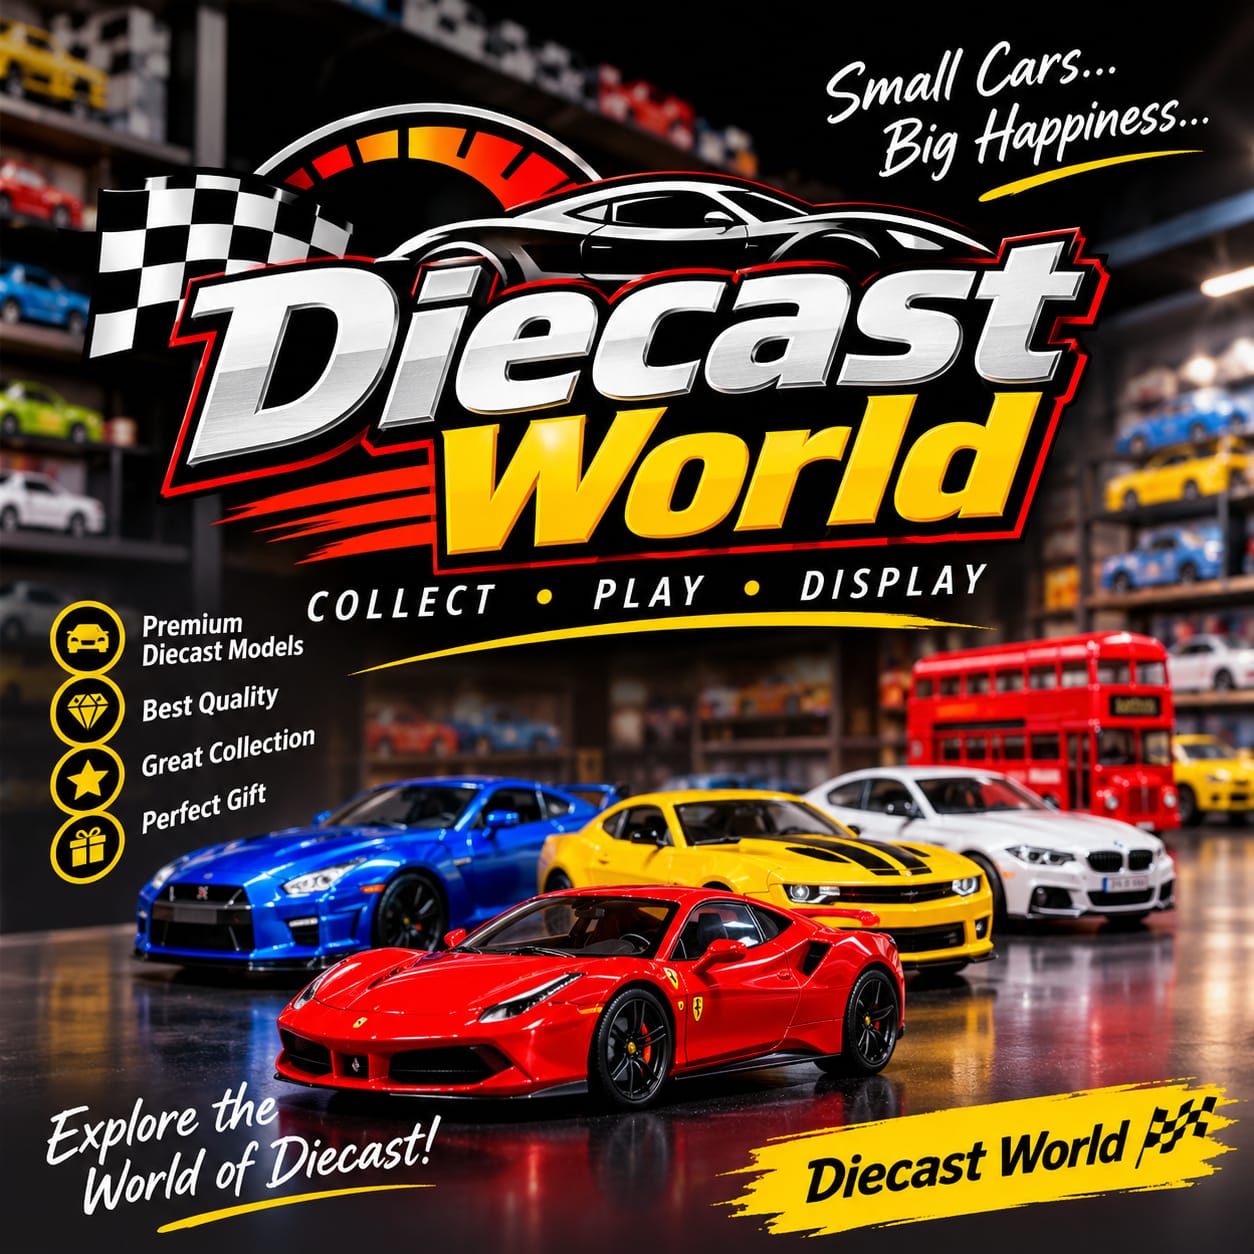 Small Cars...
Big Happiness...
Diecast
World
COLLECT • PLAY • DISPLAY
Premium
Diecast Models
Best Quality
Great Collection
Perfect Gift
Explore the
World of Diecast!
Diecast World